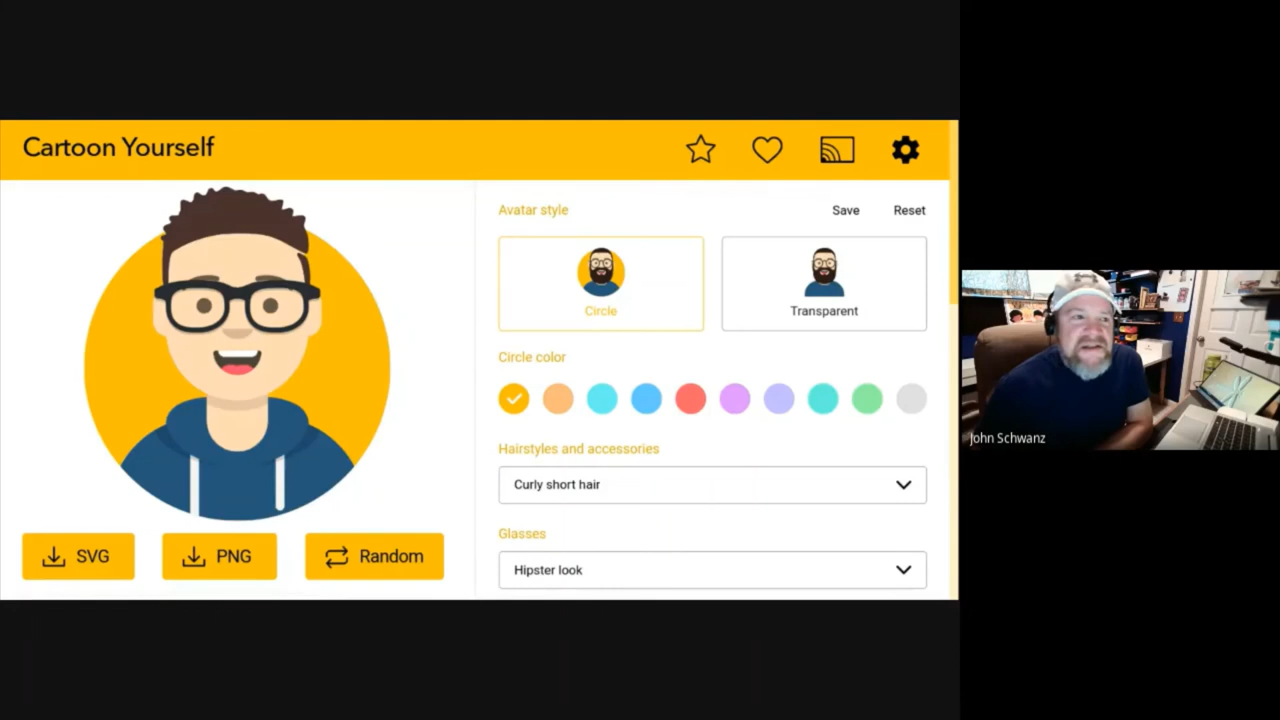 Cartoon Yourself
Avatar style
Save
Reset
Circle
Transparent
Circle color
Hairstyles and accessories
Curly short hair
Glasses
Hipster look
SVG
PNG
Random
John Schwanz